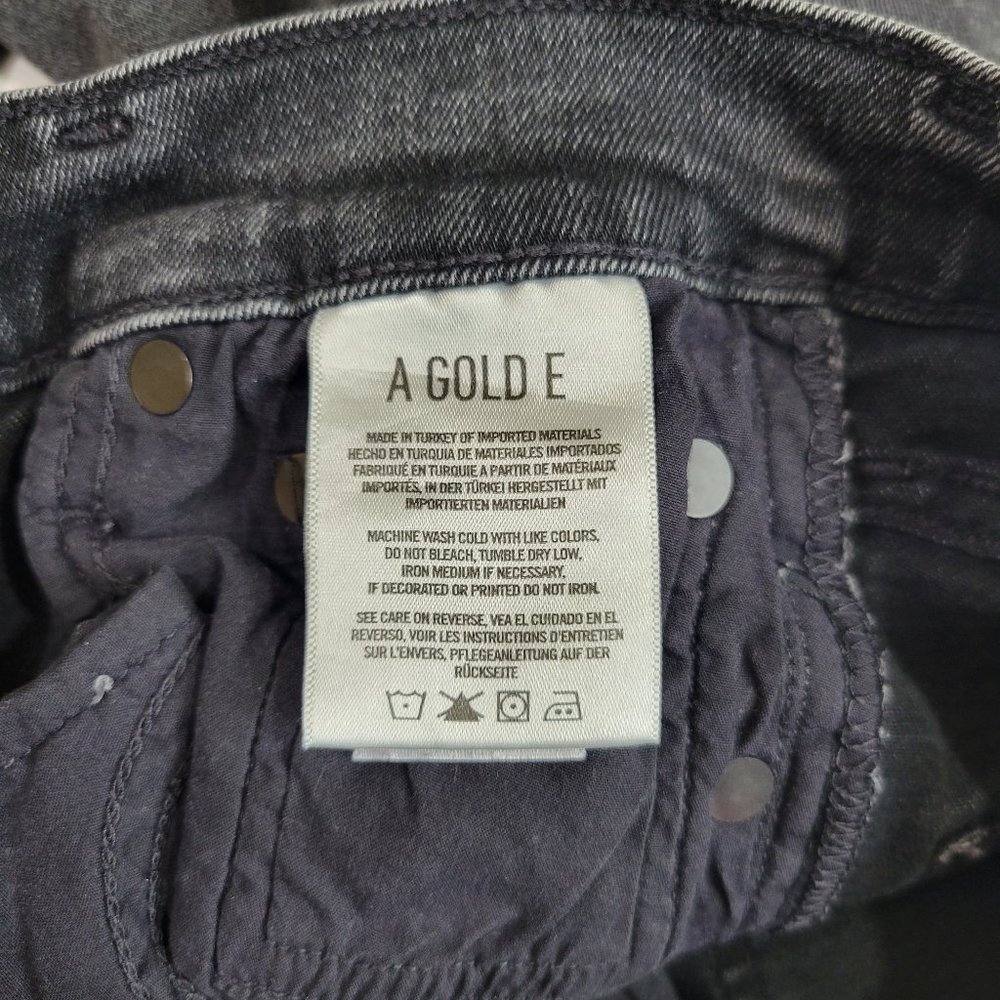 A GOLD E
MADE IN TURKEY OF IMPORTED MATERIALS
HECHO EN TURQUIA DE MATERIALES IMPORTADOS
FABRIQUÉ EN TURQUIE A PARTIR DE MATÉRIAUX
IMPORTÉS, IN DER TÜRKEI HERGESTELLT MIT
IMPORTIERTEN MATERIALIEN
MACHINE WASH COLD WITH LIKE COLORS,
DO NOT BLEACH, TUMBLE DRY LOW,
IRON MEDIUM IF NECESSARY,
IF DECORATED OR PRINTED DO NOT IRON.
SEE CARE ON REVERSE, VEA EL CUIDADO EN EL
REVERSO, VOIR LES INSTRUCTIONS D'ENTRETIEN
SUR L'ENVERS, PFLEGEANLEITUNG AUF DER
RÜCKSEITE